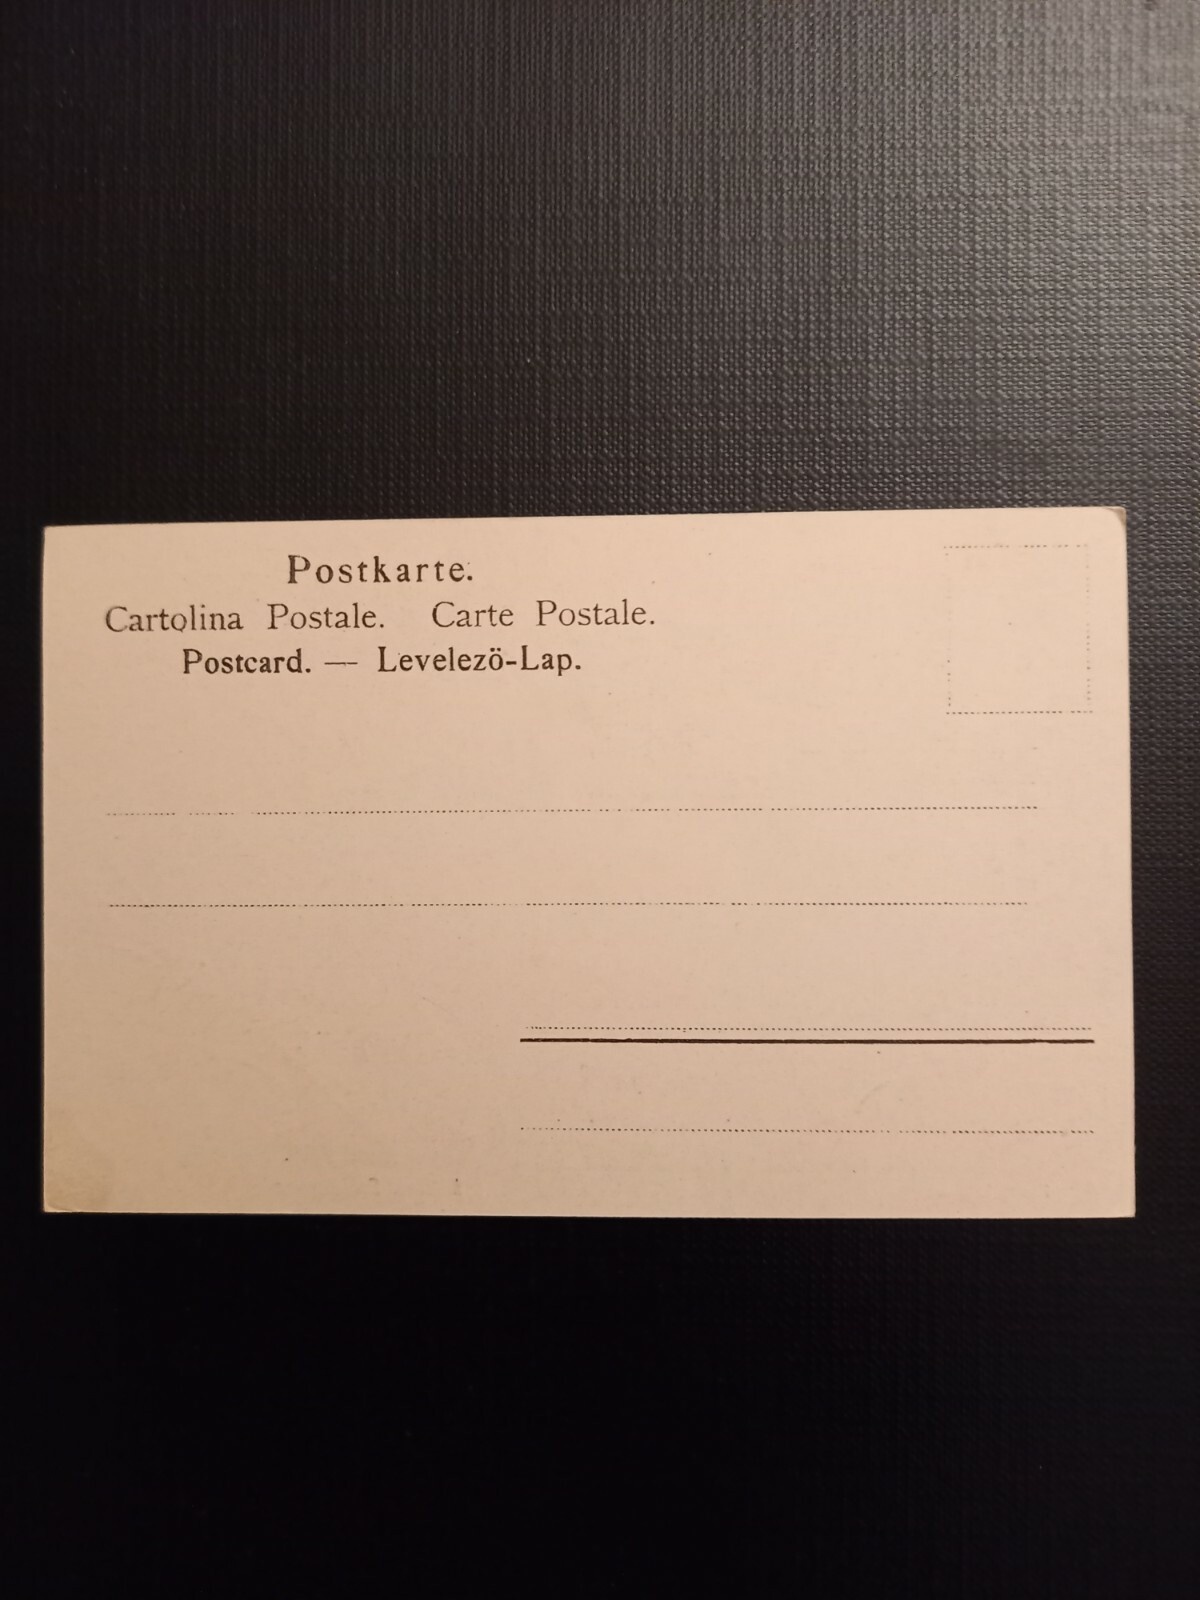 Postkarte.
Cartolina Postale. Carte Postale.
Postcard. — Levelezö-Lap.